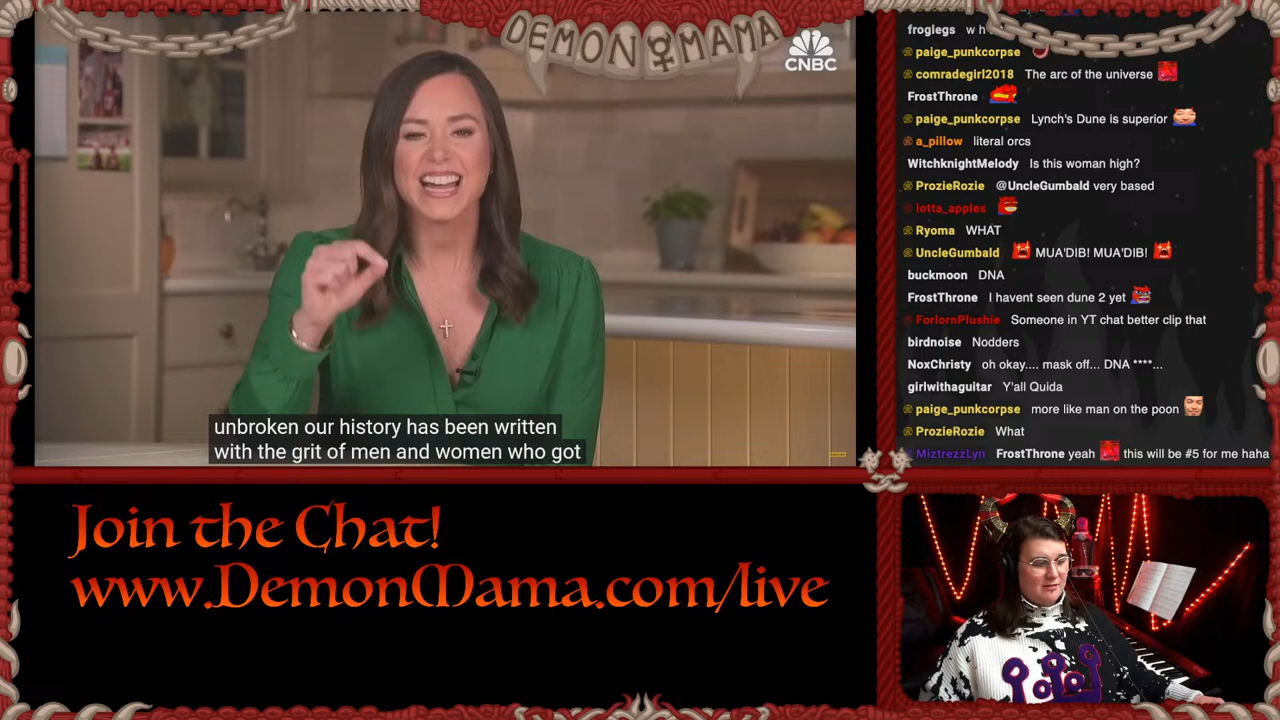 DEMON MAMA
CNBC
unbroken our history has been written
with the grit of men and women who got
Join the Chat!
www.DemonMama.com/live
froglegs w h
paige_punkcorpse
comradegirl2018 The arc of the universe
FrostThrone
paige_punkcorpse Lynch's Dune is superior
a_pillow literal orcs
WitchknightMelody Is this woman high?
ProzieRozie @UncleGumbald very based
lotta_apples
Ryoma WHAT
UncleGumbald MUA'DIB! MUA'DIB!
buckmoon DNA
FrostThrone I havent seen dune 2 yet
ForlornPlushie Someone in YT chat better clip that
birdnoise Nodders
NoxChristy oh okay.... mask off... DNA ****...
girlwithaguitar Y'all Quida
paige_punkcorpse more like man on the poon
ProzieRozie What
MiztrezzLyn FrostThrone yeah this will be #5 for me haha